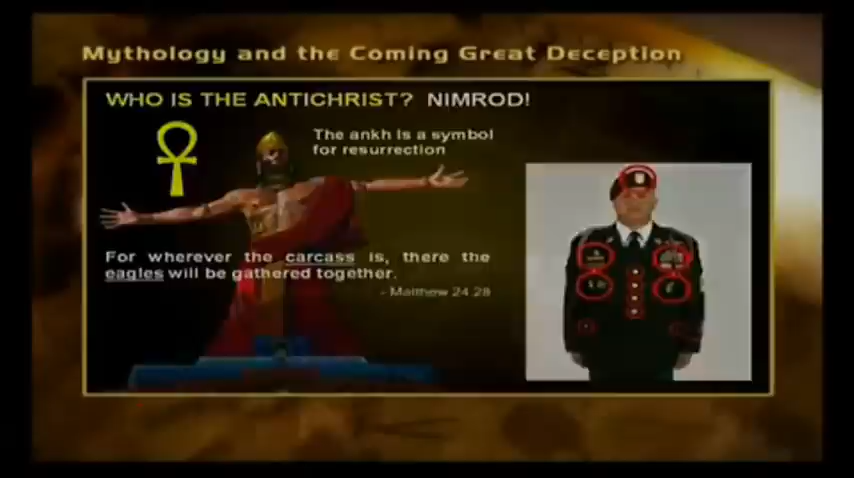 Mythology and the Coming Great Deception
WHO IS THE ANTICHRIST? NIMROD!
The ankh is a symbol
for resurrection
For wherever the carcass is, there the
eagles will be gathered together.
- Matthew 24.28